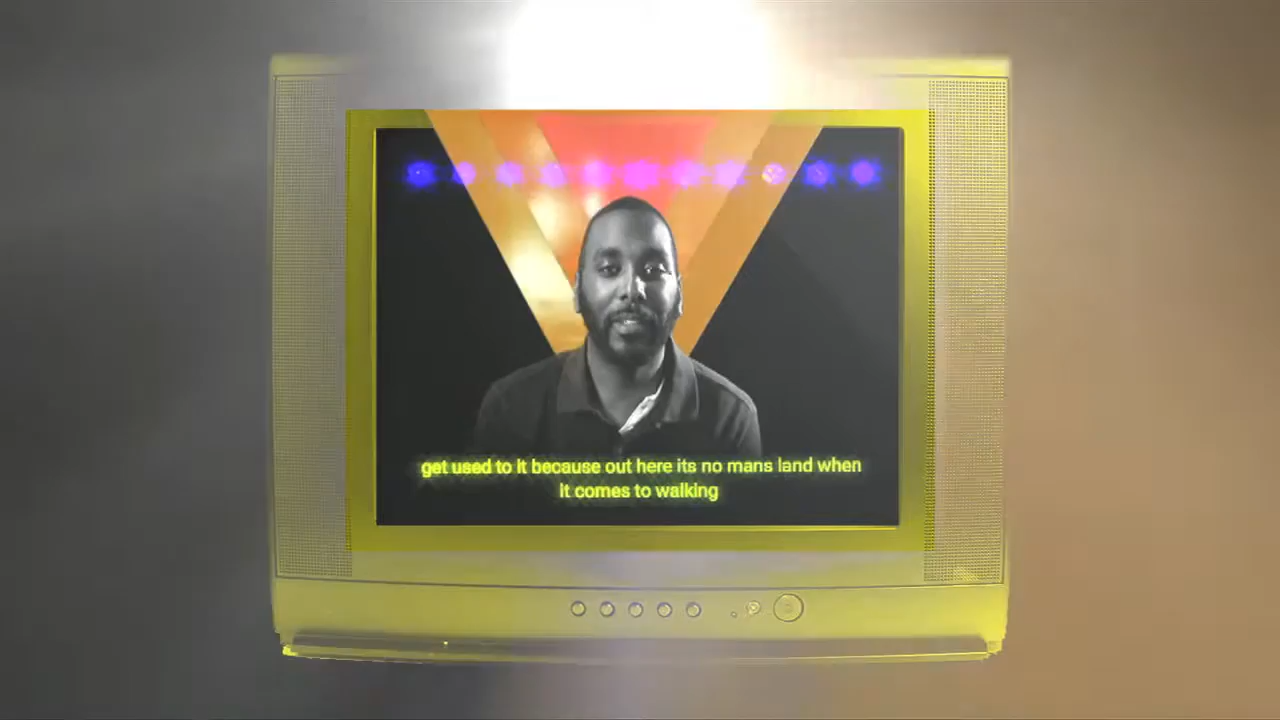 get used to it because out here its no mans land when
it comes to walking